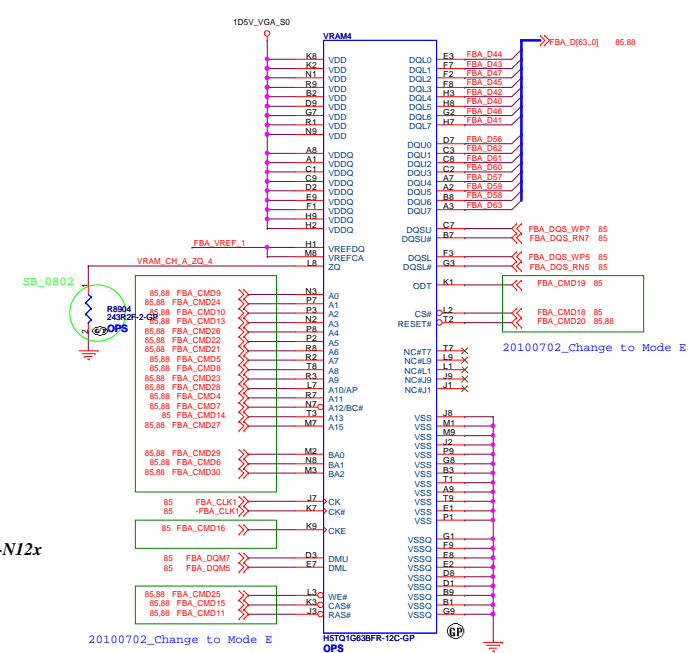 1D5V_VGA_S0
VRAM4
FBA_D[63..0] 85,88
K8 VDD DQL0 E3 FBA_D44
K2 VDD DQL1 F7 FBA_D43
N1 VDD DQL2 F2 FBA_D47
R9 VDD DQL3 F8 FBA_D45
B2 VDD DQL4 H3 FBA_D42
D9 VDD DQL5 H8 FBA_D40
G7 VDD DQL6 G2 FBA_D46
R1 VDD DQL7 H7 FBA_D41
N9 VDD
DQU0 D7 FBA_D56
A8 VDDQ DQU1 C3 FBA_D62
A1 VDDQ DQU2 C8 FBA_D61
C1 VDDQ DQU3 C2 FBA_D60
C9 VDDQ DQU4 A7 FBA_D57
D2 VDDQ DQU5 A2 FBA_D59
E9 VDDQ DQU6 B8 FBA_D58
F1 VDDQ DQU7 A3 FBA_D63
H9 VDDQ
H2 VDDQ DQSU C7 FBA_DQS_WP7 85
DQSU# B7 FBA_DQS_RN7 85
FBA_VREF_1 H1 VREFDQ
M8 VREFCA DQSL F3 FBA_DQS_WP5 85
VRAM_CH_A_ZQ_4 L8 ZQ DQSL# G3 FBA_DQS_RN5 85
SB_0802
ODT K1 FBA_CMD19 85
1
R8904
243R2F-2-GP
GP OPS
2
85,88 FBA_CMD9 N3 A0
85,88 FBA_CMD24 P7 A1
85,88 FBA_CMD10 P3 A2 CS# L2 FBA_CMD18 85
85,88 FBA_CMD13 N2 A3 RESET# T2 FBA_CMD20 85,88
85,88 FBA_CMD26 P8 A4
85,88 FBA_CMD22 P2 A5
20100702_Change to Mode E
85,88 FBA_CMD21 R8 A6 NC#T7 T7
85,88 FBA_CMD5 R2 A7 NC#L9 L9
85,88 FBA_CMD8 T8 A8 NC#L1 L1
85,88 FBA_CMD23 R3 A9 NC#J9 J9
85,88 FBA_CMD28 L7 A10/AP NC#J1 J1
85,88 FBA_CMD4 R7 A11
85,88 FBA_CMD7 N7 A12/BC#
85 FBA_CMD14 T3 A13 VSS J8
85,88 FBA_CMD27 M7 A15 VSS M1
VSS M9
VSS J2
85,88 FBA_CMD29 M2 BA0 VSS P9
85,88 FBA_CMD6 N8 BA1 VSS G8
85,88 FBA_CMD30 M3 BA2 VSS B3
VSS T1
VSS A9
85 FBA_CLK1 J7 CK VSS T9
85 -FBA_CLK1 K7 CK# VSS E1
VSS P1
85 FBA_CMD16 K9 CKE
VSSQ G1
VSSQ F9
-N12x
VSSQ E8
85 FBA_DQM7 D3 DMU VSSQ E2
85 FBA_DQM5 E7 DML VSSQ D8
VSSQ D1
85,88 FBA_CMD25 L3 WE# VSSQ B9
85 FBA_CMD15 K3 CAS# VSSQ B1
85,88 FBA_CMD11 J3 RAS# VSSQ G9
20100702_Change to Mode E
H5TQ1G63BFR-12C-GP
OPS
GP